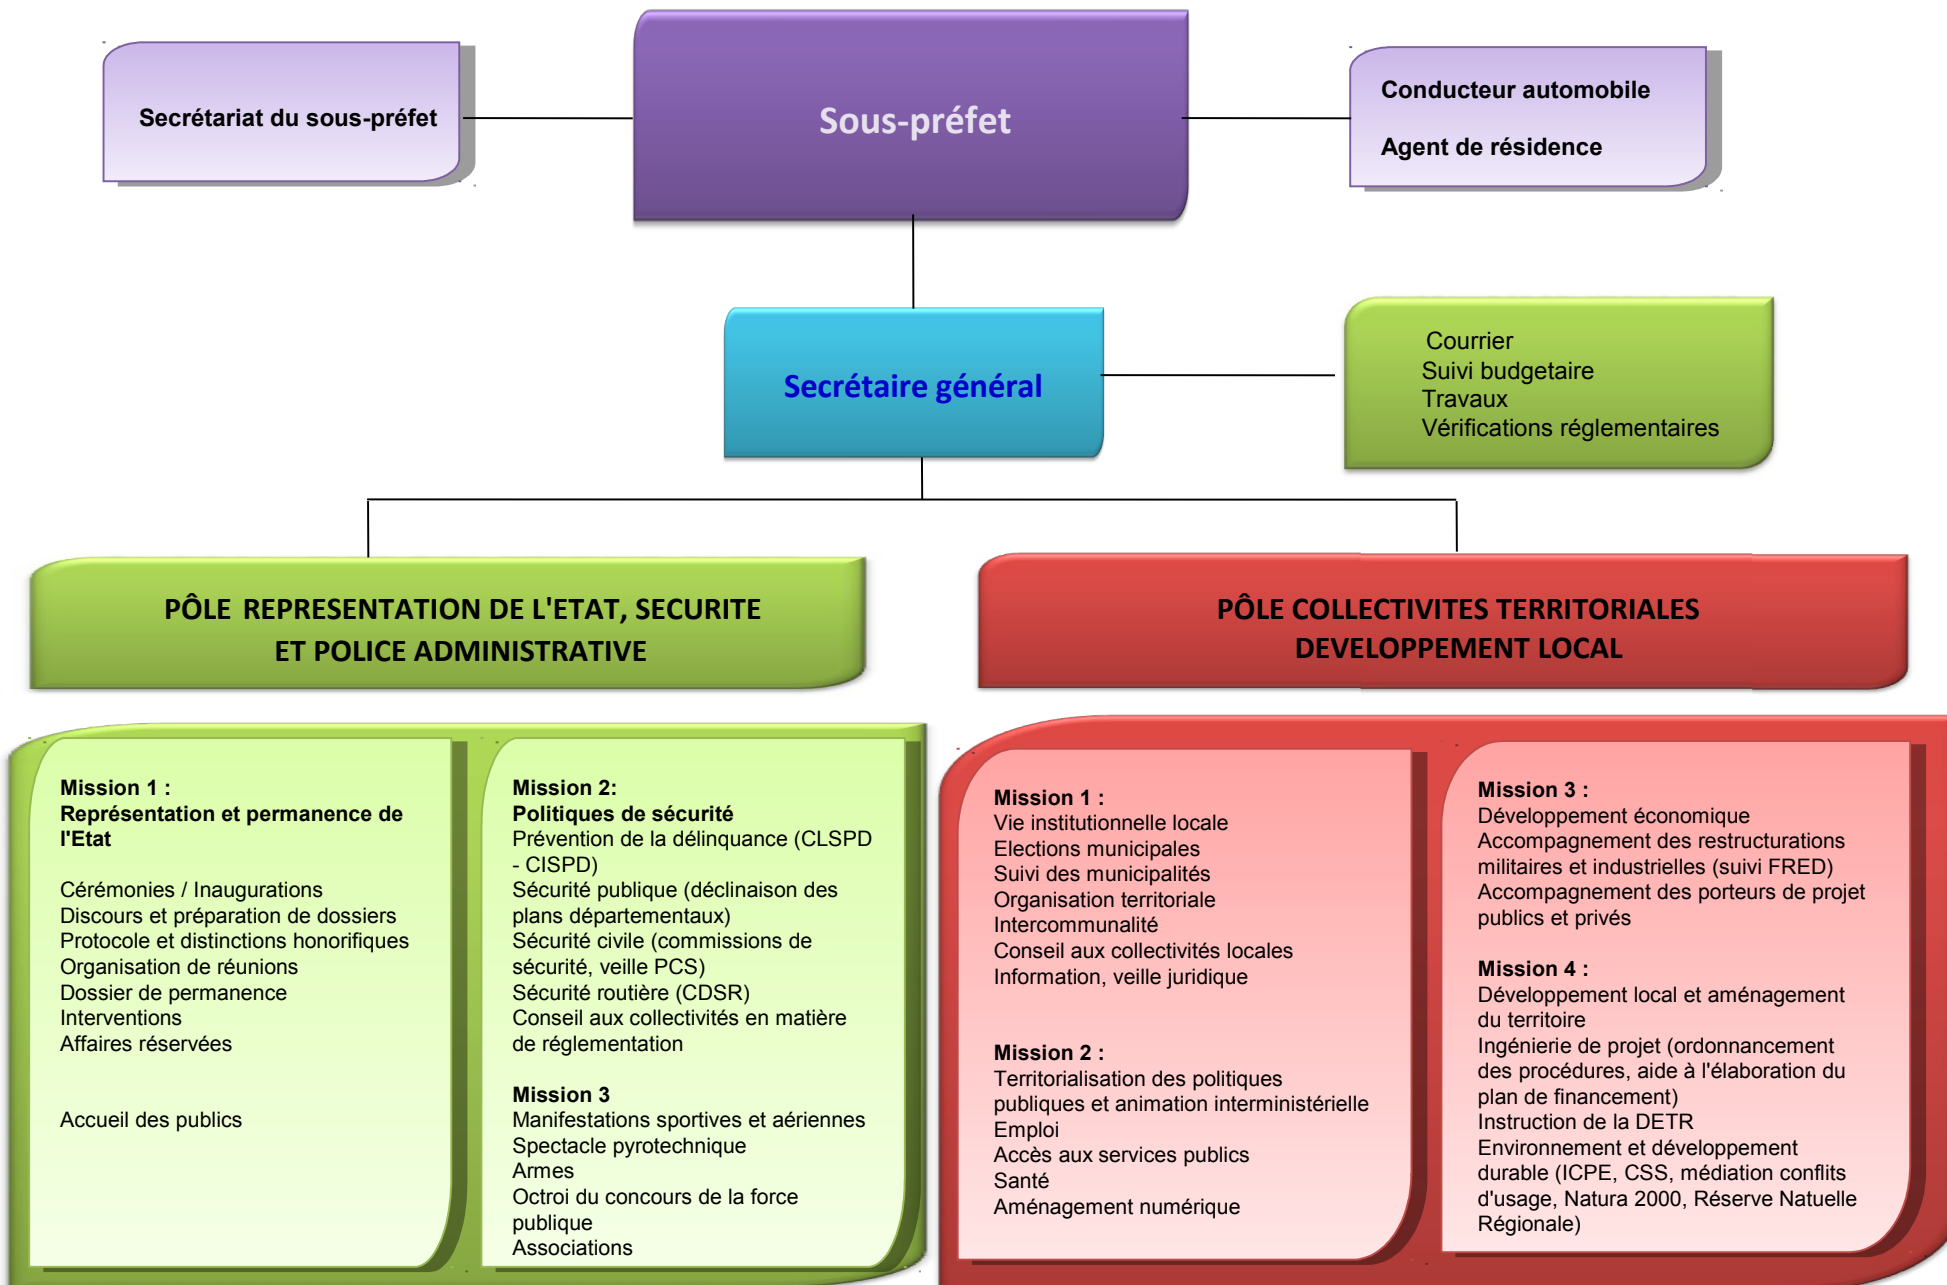 Secrétariat du sous-préfet
Sous-préfet
Conducteur automobile
Agent de résidence
Secrétaire général
Courrier
Suivi budgetaire
Travaux
Vérifications réglementaires
PÔLE REPRESENTATION DE L'ETAT, SECURITE
ET POLICE ADMINISTRATIVE
PÔLE COLLECTIVITES TERRITORIALES
DEVELOPPEMENT LOCAL
Mission 1 :
Représentation et permanence de
l'Etat
Cérémonies / Inaugurations
Discours et préparation de dossiers
Protocole et distinctions honorifiques
Organisation de réunions
Dossier de permanence
Interventions
Affaires réservées
Accueil des publics
Mission 2:
Politiques de sécurité
Prévention de la délinquance (CLSPD
- CISPD)
Sécurité publique (déclinaison des
plans départementaux)
Sécurité civile (commissions de
sécurité, veille PCS)
Sécurité routière (CDSR)
Conseil aux collectivités en matière
de réglementation
Mission 3
Manifestations sportives et aériennes
Spectacle pyrotechnique
Armes
Octroi du concours de la force
publique
Associations
Mission 1 :
Vie institutionnelle locale
Elections municipales
Suivi des municipalités
Organisation territoriale
Intercommunalité
Conseil aux collectivités locales
Information, veille juridique
Mission 2 :
Territorialisation des politiques
publiques et animation interministérielle
Emploi
Accès aux services publics
Santé
Aménagement numérique
Mission 3 :
Développement économique
Accompagnement des restructurations
militaires et industrielles (suivi FRED)
Accompagnement des porteurs de projet
publics et privés
Mission 4 :
Développement local et aménagement
du territoire
Ingénierie de projet (ordonnancement
des procédures, aide à l'élaboration du
plan de financement)
Instruction de la DETR
Environnement et développement
durable (ICPE, CSS, médiation conflits
d'usage, Natura 2000, Réserve Natuelle
Régionale)